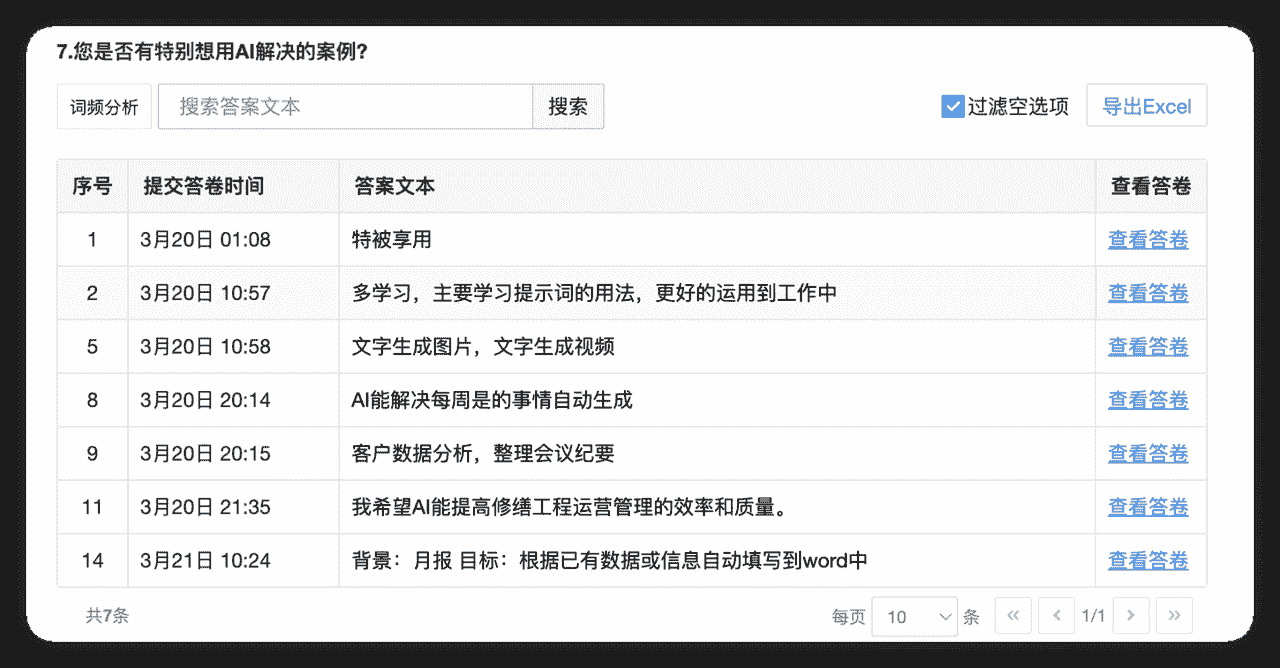 7.您是否有特别想用AI解决的案例?
词频分析 搜索答案文本 搜索 过滤空选项 导出Excel
序号 提交答卷时间 答案文本 查看答卷
1 3月20日 01:08 特被享用 查看答卷
2 3月20日 10:57 多学习，主要学习提示词的用法，更好的运用到工作中 查看答卷
5 3月20日 10:58 文字生成图片，文字生成视频 查看答卷
8 3月20日 20:14 AI能解决每周是的事情自动生成 查看答卷
9 3月20日 20:15 客户数据分析，整理会议纪要 查看答卷
11 3月20日 21:35 我希望AI能提高修缮工程运营管理的效率和质量。 查看答卷
14 3月21日 10:24 背景：月报 目标：根据已有数据或信息自动填写到word中 查看答卷
共7条 每页 10 条 « ‹ 1/1 › »